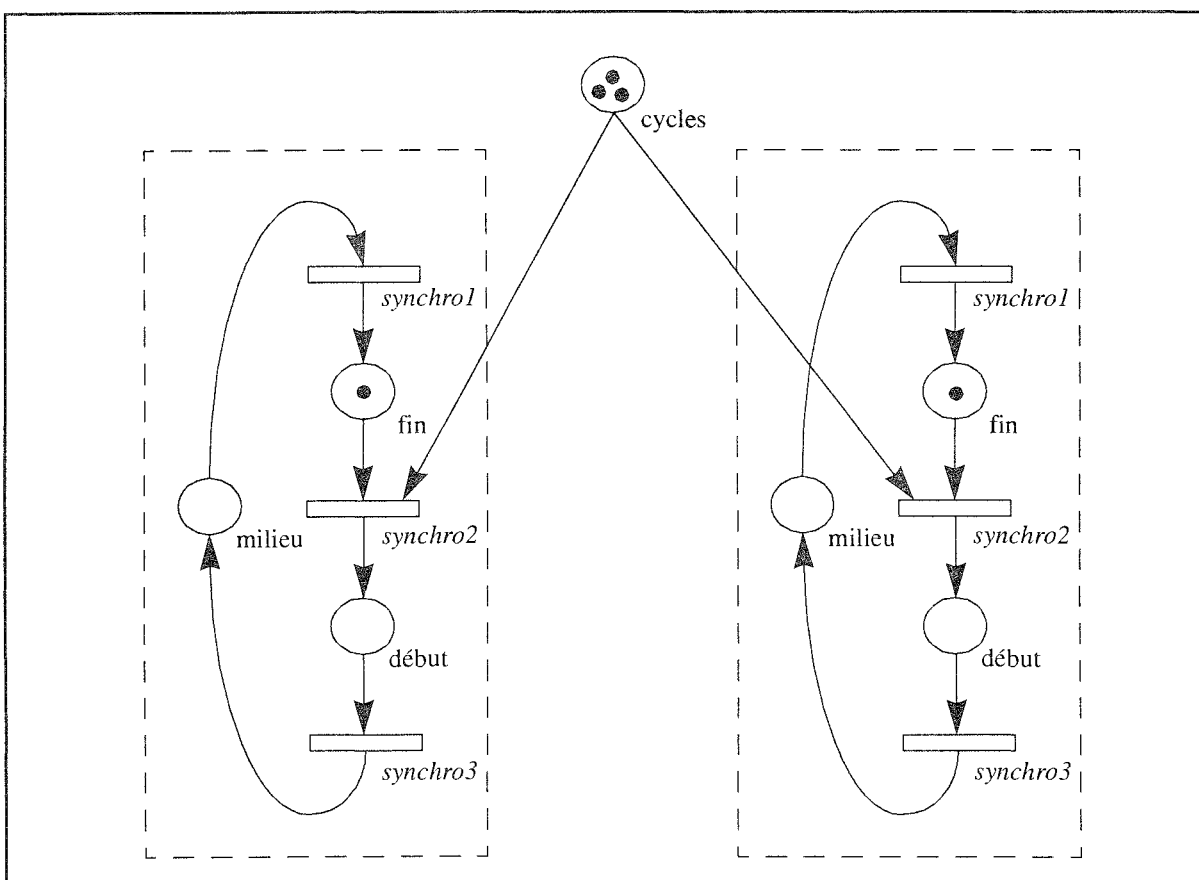 cycles
synchro1
fin
milieu
synchro2
début
synchro3
synchro1
fin
milieu
synchro2
début
synchro3